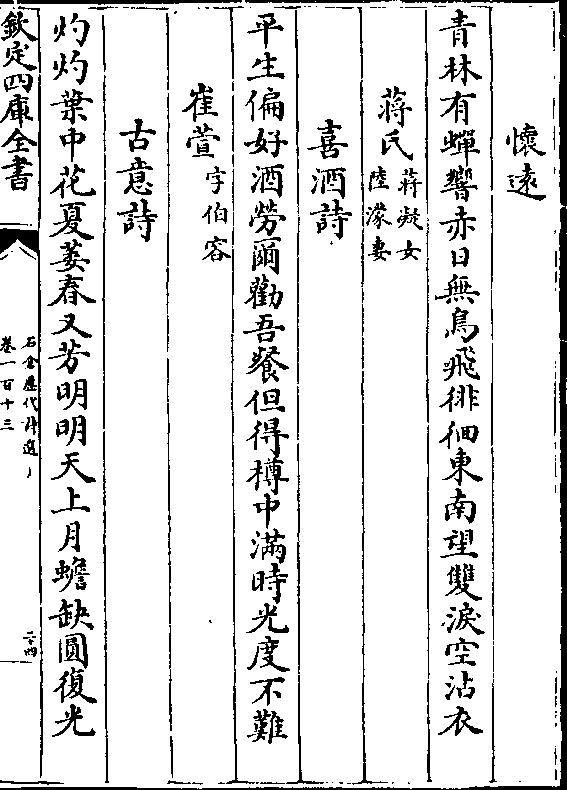 懷遠
青林有蟬響赤日無鳥飛徘徊東南望雙淚空沾衣
蔣氏蔣凝女陸濛妻
喜酒詩
平生偏好酒勞爾勸吾餐但得樽中滿時光度不難
崔萱字伯容
古意詩
灼灼葉中花夏萎春又芳明明天上月蟾缺圓復光
欽定四庫全書
石倉歷代詩選
卷一百十三
二十四